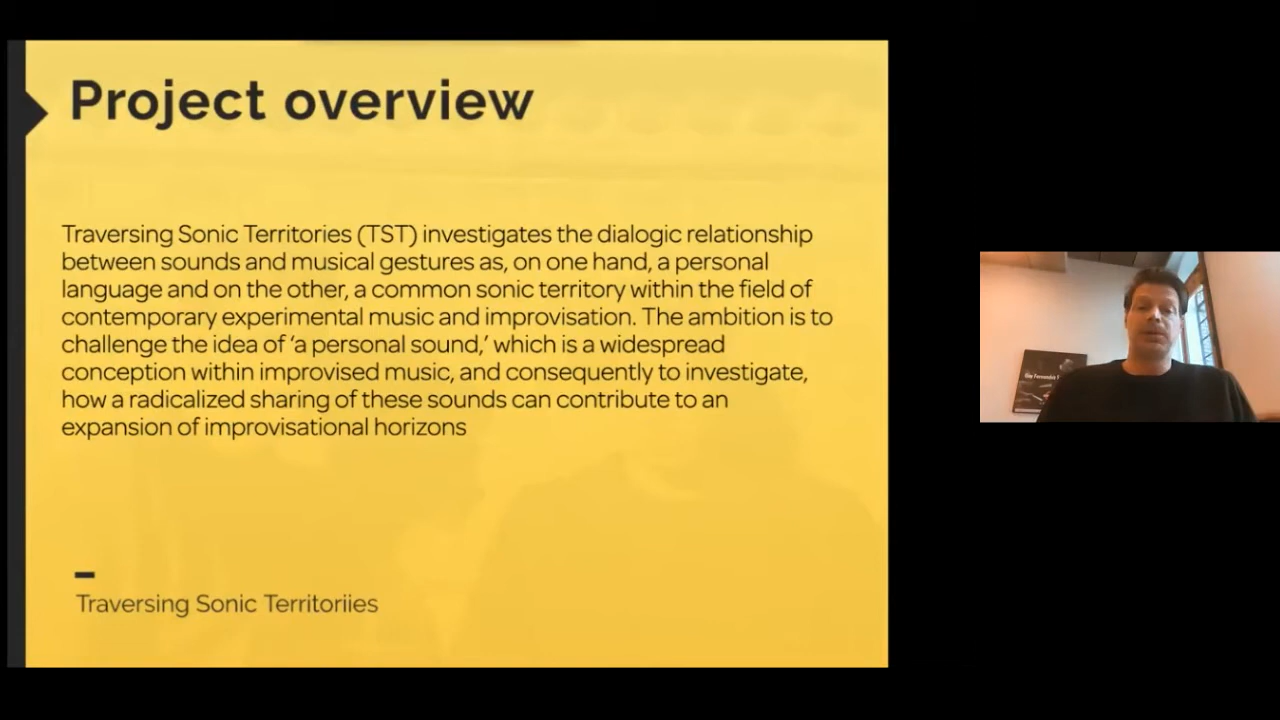 Project overview
Traversing Sonic Territories (TST) investigates the dialogic relationship
between sounds and musical gestures as, on one hand, a personal
language and on the other, a common sonic territory within the field of
contemporary experimental music and improvisation. The ambition is to
challenge the idea of ‘a personal sound,’ which is a widespread
conception within improvised music, and consequently to investigate,
how a radicalized sharing of these sounds can contribute to an
expansion of improvisational horizons
Traversing Sonic Territoriies